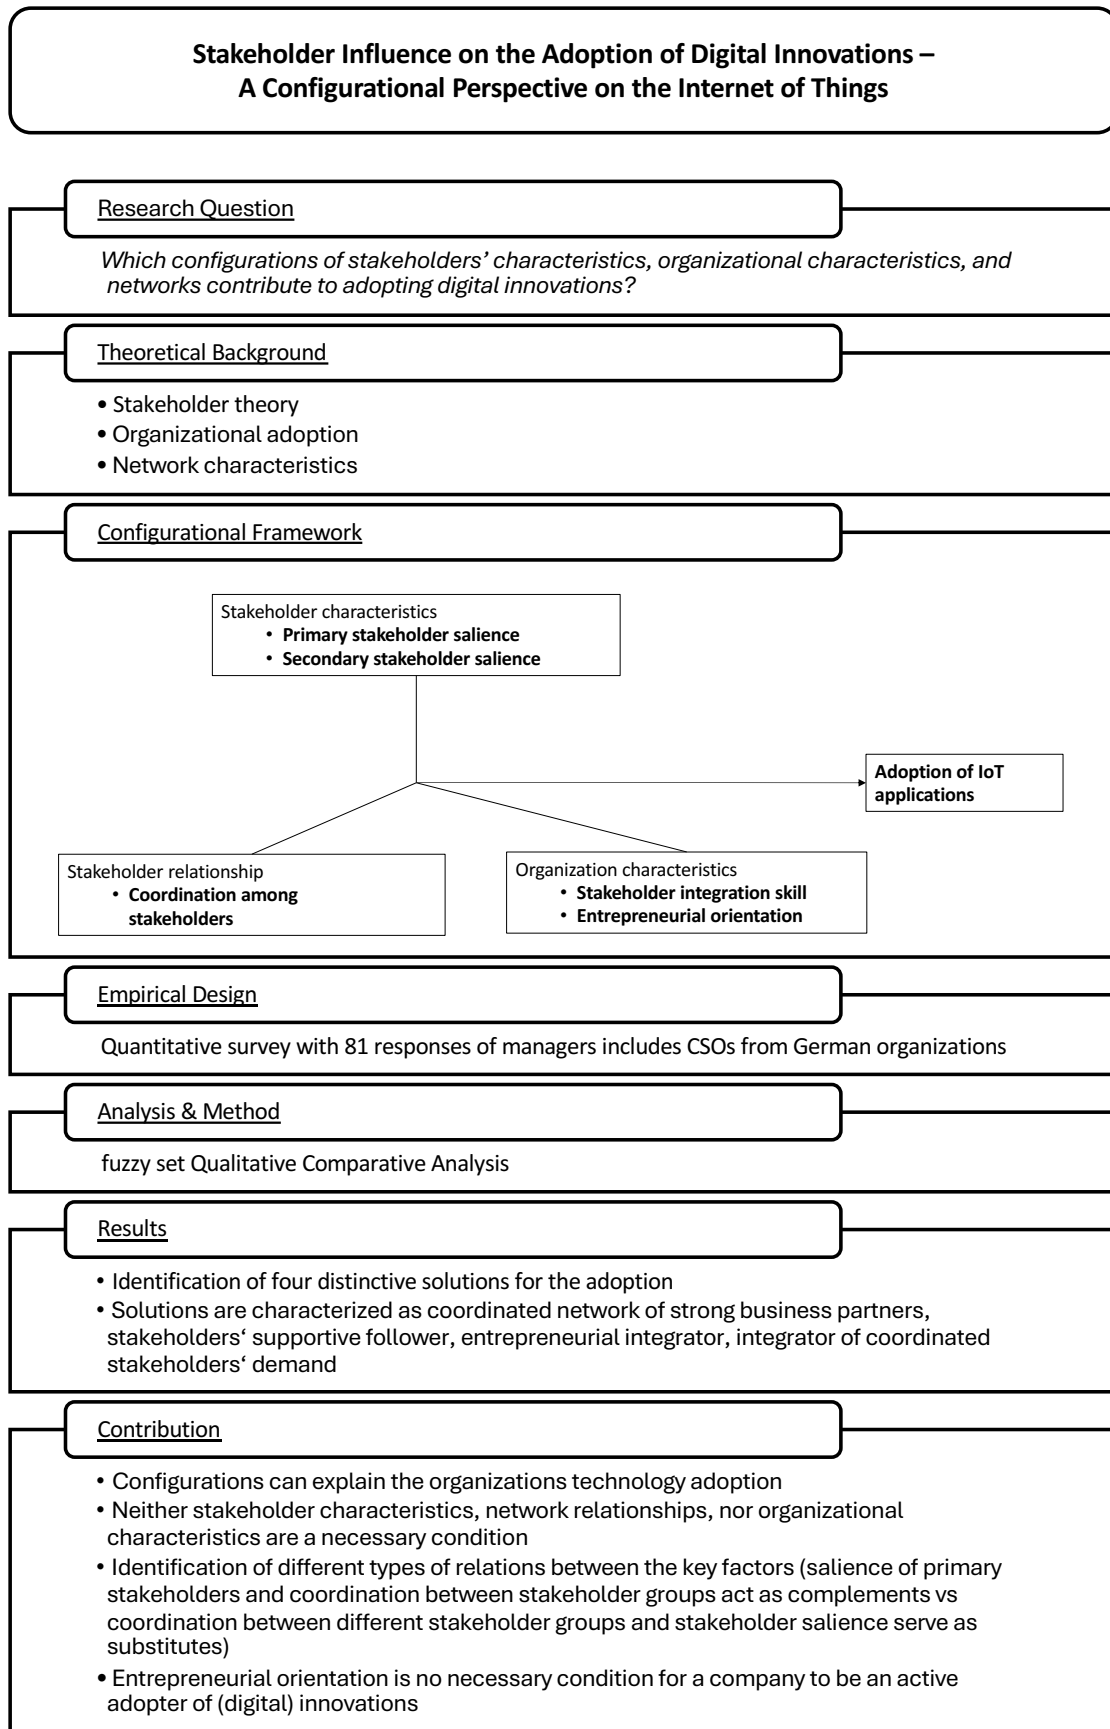 Stakeholder Influence on the Adoption of Digital Innovations –
A Configurational Perspective on the Internet of Things
Research Question
Which configurations of stakeholders’ characteristics, organizational characteristics, and
networks contribute to adopting digital innovations?
Theoretical Background
• Stakeholder theory
• Organizational adoption
• Network characteristics
Configurational Framework
Stakeholder characteristics
• Primary stakeholder salience
• Secondary stakeholder salience
Adoption of IoT
applications
Stakeholder relationship
• Coordination among
stakeholders
Organization characteristics
• Stakeholder integration skill
• Entrepreneurial orientation
Empirical Design
Quantitative survey with 81 responses of managers includes CSOs from German organizations
Analysis & Method
fuzzy set Qualitative Comparative Analysis
Results
• Identification of four distinctive solutions for the adoption
• Solutions are characterized as coordinated network of strong business partners,
stakeholders‘ supportive follower, entrepreneurial integrator, integrator of coordinated
stakeholders‘ demand
Contribution
• Configurations can explain the organizations technology adoption
• Neither stakeholder characteristics, network relationships, nor organizational
characteristics are a necessary condition
• Identification of different types of relations between the key factors (salience of primary
stakeholders and coordination between stakeholder groups act as complements vs
coordination between different stakeholder groups and stakeholder salience serve as
substitutes)
• Entrepreneurial orientation is no necessary condition for a company to be an active
adopter of (digital) innovations